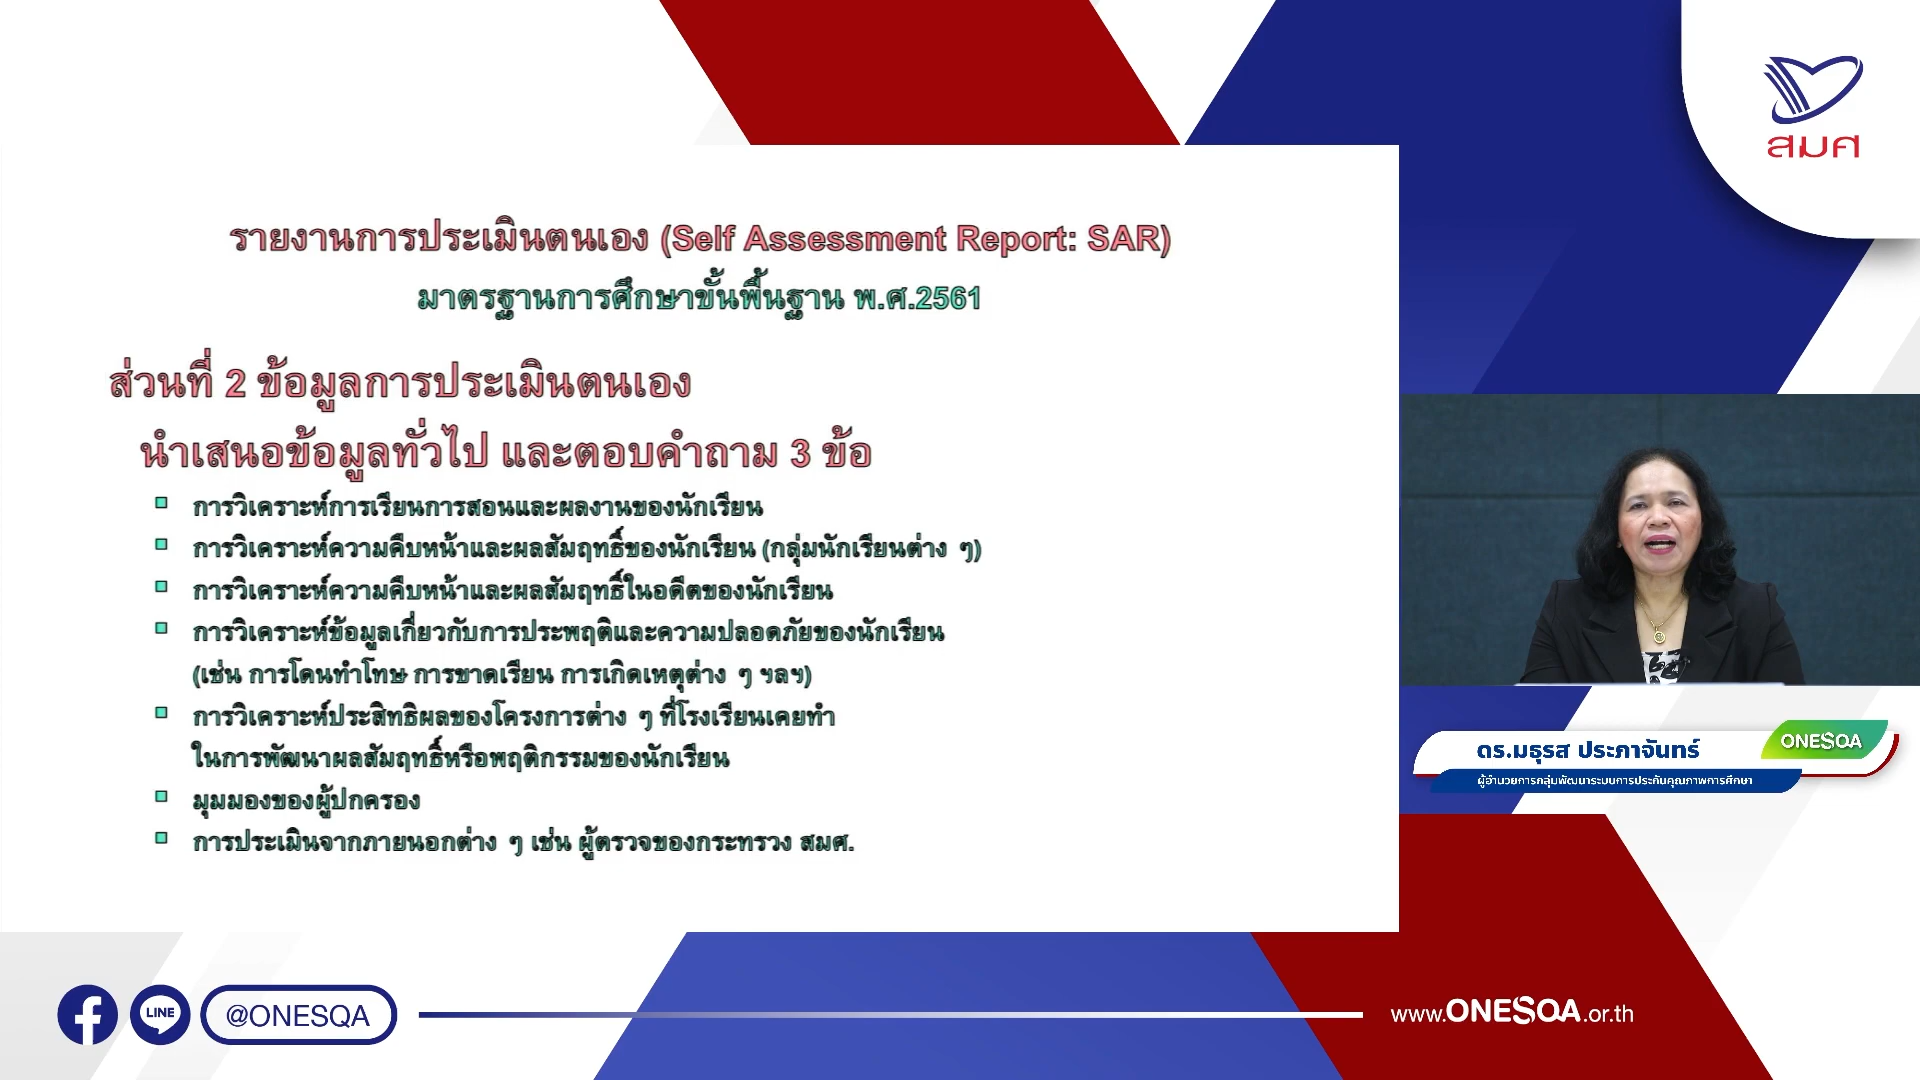 สมศ
รายงานการประเมินตนเอง (Self Assessment Report: SAR)
มาตรฐานการศึกษาขั้นพื้นฐาน พ.ศ.2561
ส่วนที่ 2 ข้อมูลการประเมินตนเอง
นำเสนอข้อมูลทั่วไป และตอบคำถาม 3 ข้อ
การวิเคราะห์การเรียนการสอนและผลงานของนักเรียน
การวิเคราะห์ความคืบหน้าและผลสัมฤทธิ์ของนักเรียน (กลุ่มนักเรียนต่าง ๆ)
การวิเคราะห์ความคืบหน้าและผลสัมฤทธิ์ในอดีตของนักเรียน
การวิเคราะห์ข้อมูลเกี่ยวกับการประพฤติและความปลอดภัยของนักเรียน
(เช่น การโดนทำโทษ การขาดเรียน การเกิดเหตุต่าง ๆ ฯลฯ)
การวิเคราะห์ประสิทธิผลของโครงการต่าง ๆ ที่โรงเรียนเคยทำ
ในการพัฒนาผลสัมฤทธิ์หรือพฤติกรรมของนักเรียน
มุมมองของผู้ปกครอง
การประเมินจากภายนอกต่าง ๆ เช่น ผู้ตรวจของกระทรวง สมศ.
ดร.มธุรส ประภาจันทร์
ONESQA
ผู้อำนวยการกลุ่มพัฒนาระบบการประกันคุณภาพการศึกษา
LINE
@ONESQA
www.ONESQA.or.th